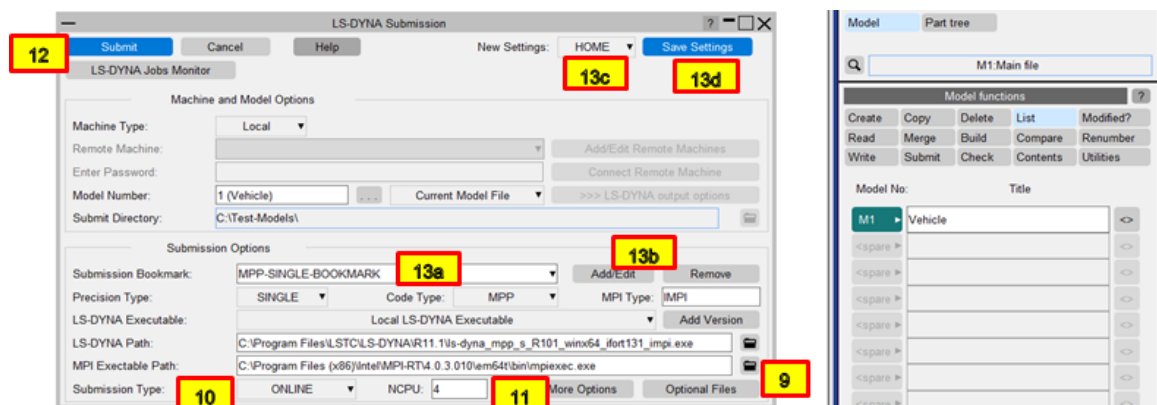 LS-DYNA Submission ?
12 Submit Cancel Help New Settings: HOME Save Settings
LS-DYNA Jobs Monitor 13c 13d
Machine and Model Options
Machine Type: Local
Remote Machine: Add/Edit Remote Machines
Enter Password: Connect Remote Machine
Model Number: 1 (Vehicle) ... Current Model File >>> LS-DYNA output options
Submit Directory: C:\Test-Models\
Submission Options 13b
Submission Bookmark: MPP-SINGLE-BOOKMARK 13a Add/Edit Remove
Precision Type: SINGLE Code Type: MPP MPI Type: IMPI
LS-DYNA Executable: Local LS-DYNA Executable Add Version
LS-DYNA Path: C:\Program Files\LSTC\LS-DYNA\R11.1\ls-dyna_mpp_s_R101_winx64_ifort131_impi.exe
MPI Exectable Path: C:\Program Files (x86)\Intel\MPI-RT\4.0.3.010\em64t\bin\mpiexec.exe
Submission Type: 10 ONLINE NCPU: 4 11 More Options Optional Files 9
Model Part tree
M1:Main file
Model functions ?
Create Copy Delete List Modified?
Read Merge Build Compare Renumber
Write Submit Check Contents Utilities
Model No: Title
M1 Vehicle <>
<spare <>
<spare <>
<spare <>
<spare <>
<spare <>
<spare <>
<spare <>